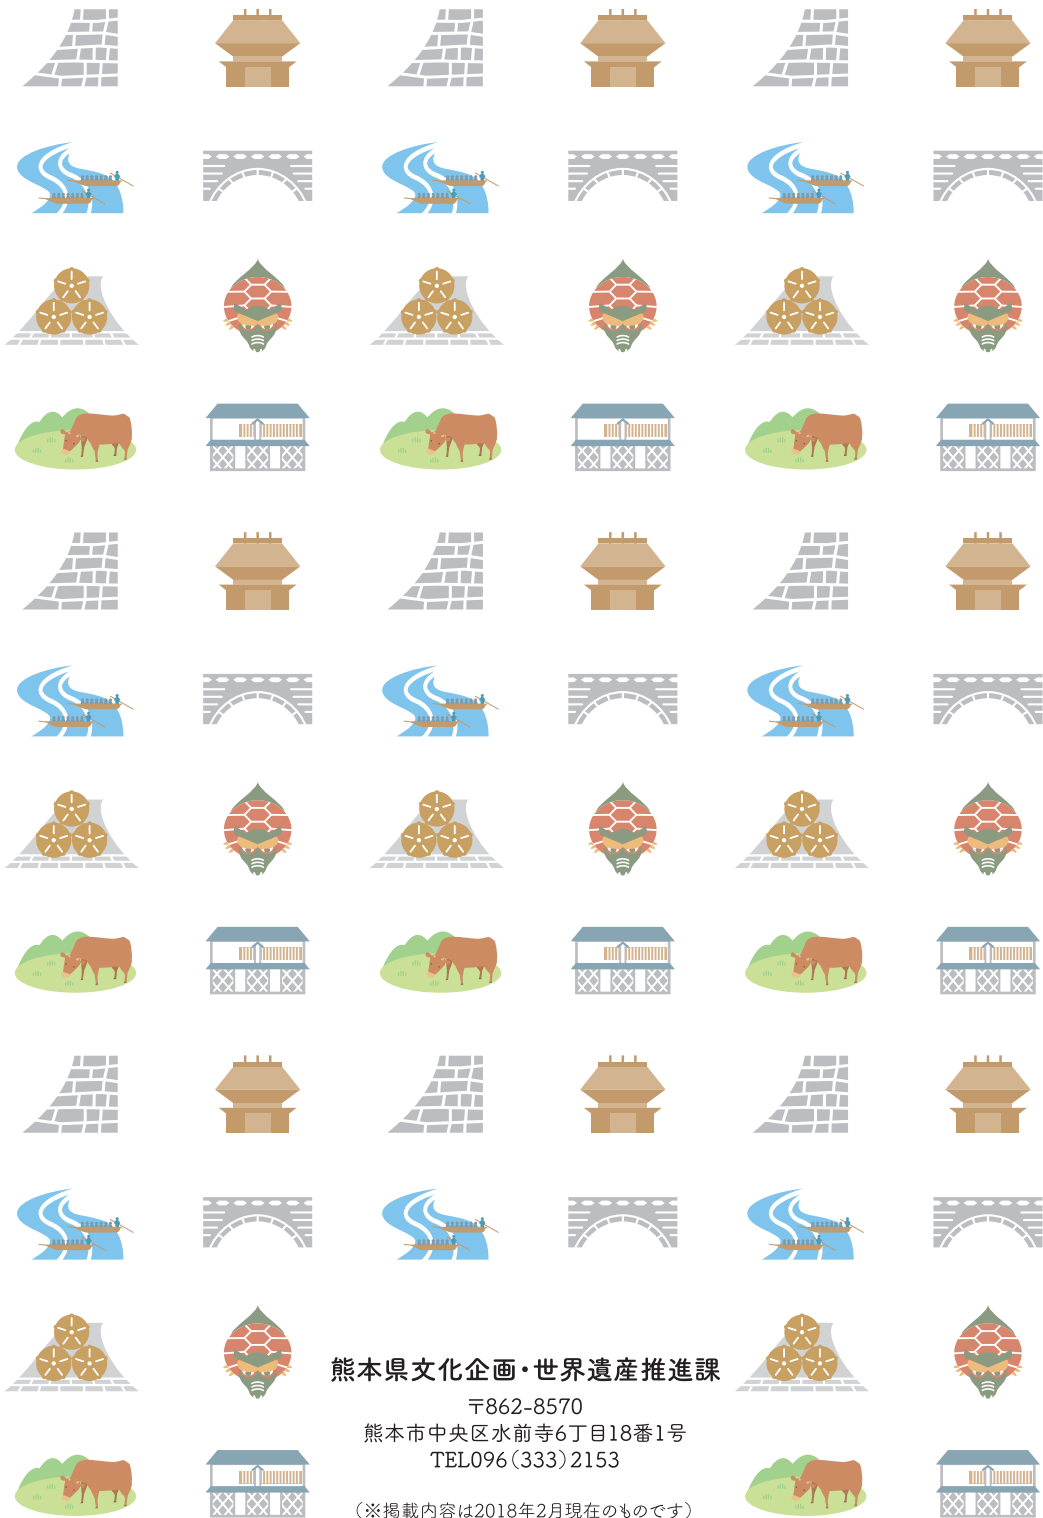 熊本県文化企画・世界遺産推進課
〒862-8570
熊本市中央区水前寺6丁目18番1号
TEL096（333）2153
（※掲載内容は2018年2月現在のものです）